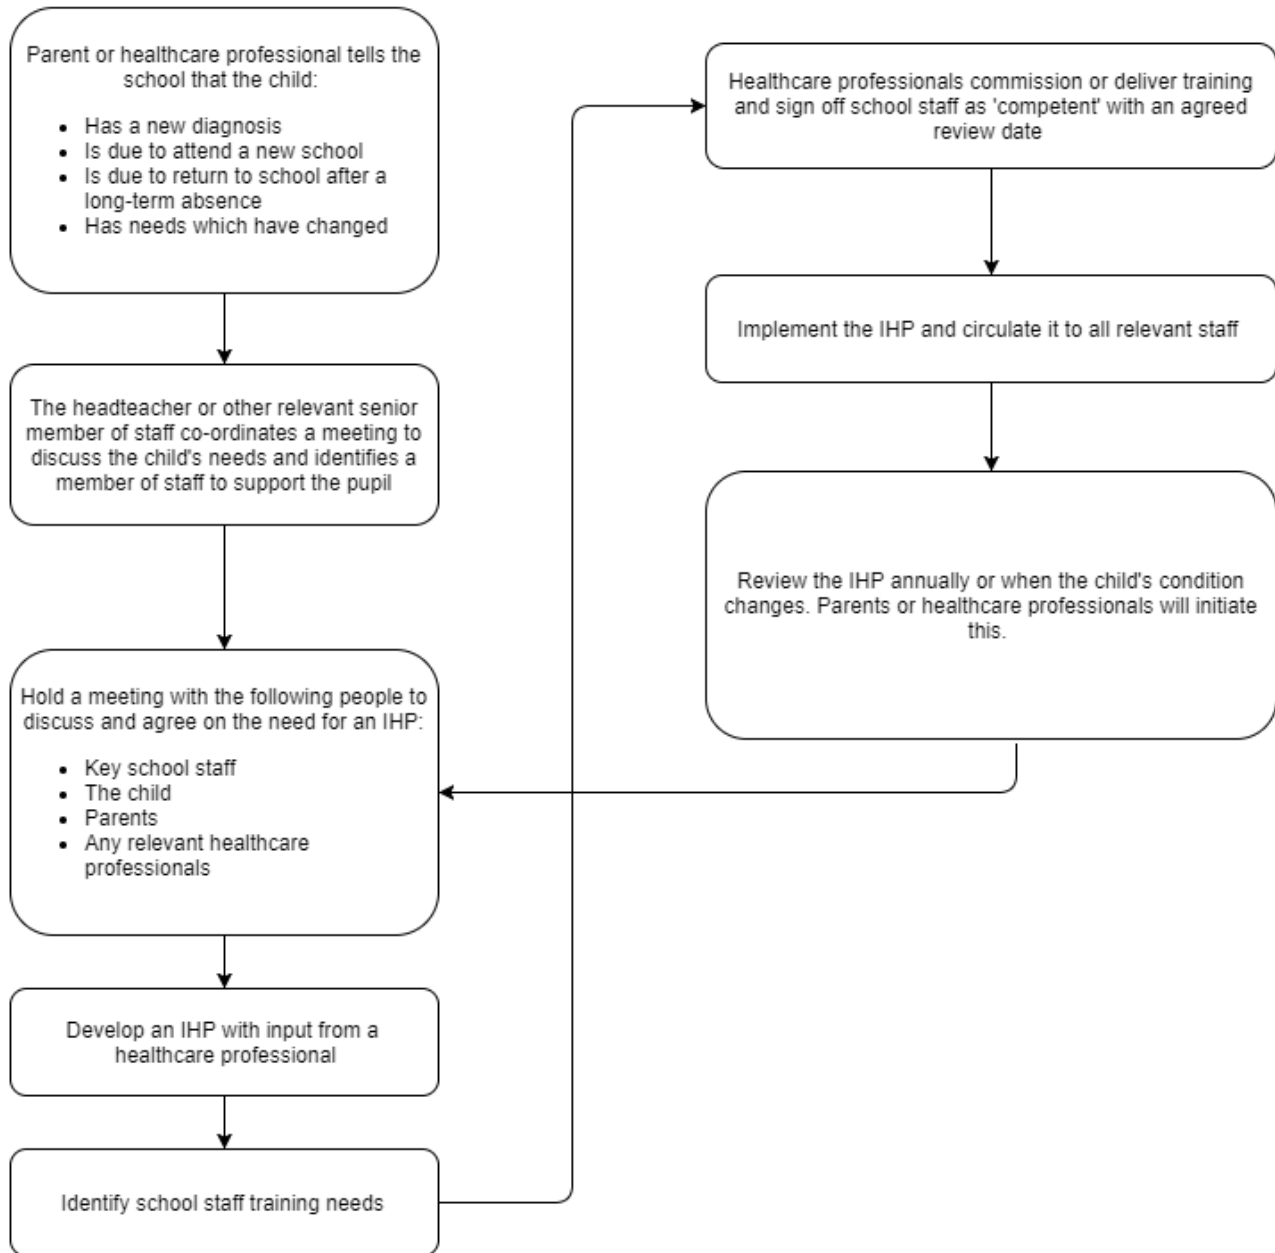 Parent or healthcare professional tells the
school that the child:
• Has a new diagnosis
• Is due to attend a new school
• Is due to return to school after a
long-term absence
• Has needs which have changed
The headteacher or other relevant senior
member of staff co-ordinates a meeting to
discuss the child's needs and identifies a
member of staff to support the pupil
Hold a meeting with the following people to
discuss and agree on the need for an IHP:
• Key school staff
• The child
• Parents
• Any relevant healthcare
professionals
Develop an IHP with input from a
healthcare professional
Identify school staff training needs
Healthcare professionals commission or deliver training
and sign off school staff as 'competent' with an agreed
review date
Implement the IHP and circulate it to all relevant staff
Review the IHP annually or when the child's condition
changes. Parents or healthcare professionals will initiate
this.